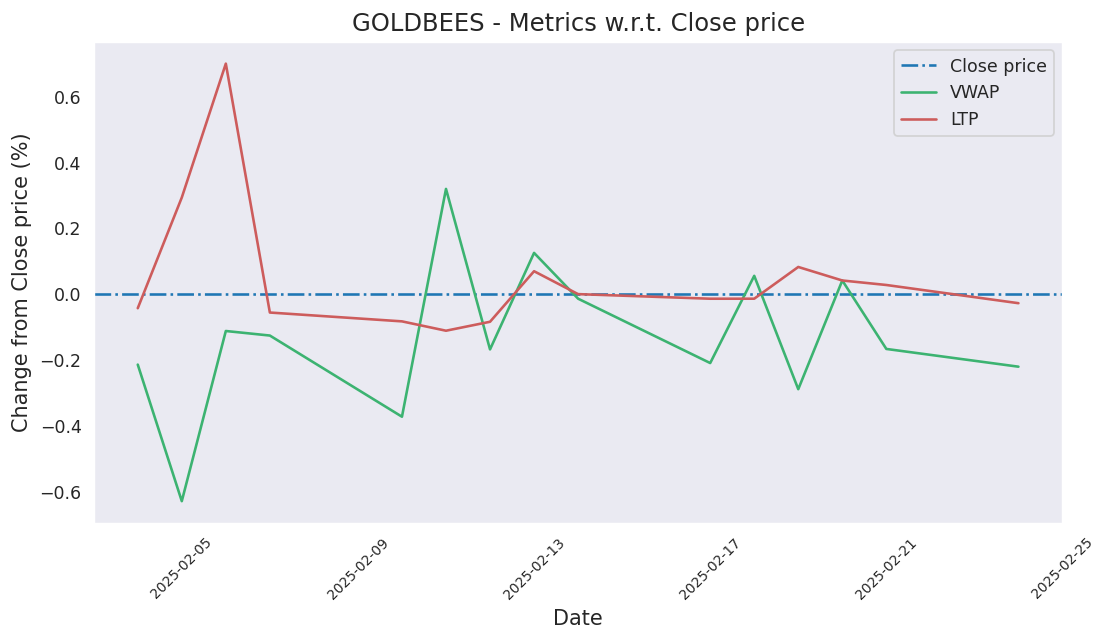 GOLDBEES - Metrics w.r.t. Close price
Close price
VWAP
LTP
Change from Close price (%)
0.6
0.4
0.2
0.0
−0.2
−0.4
−0.6
2025-02-05
2025-02-09
2025-02-13
2025-02-17
2025-02-21
2025-02-25
Date